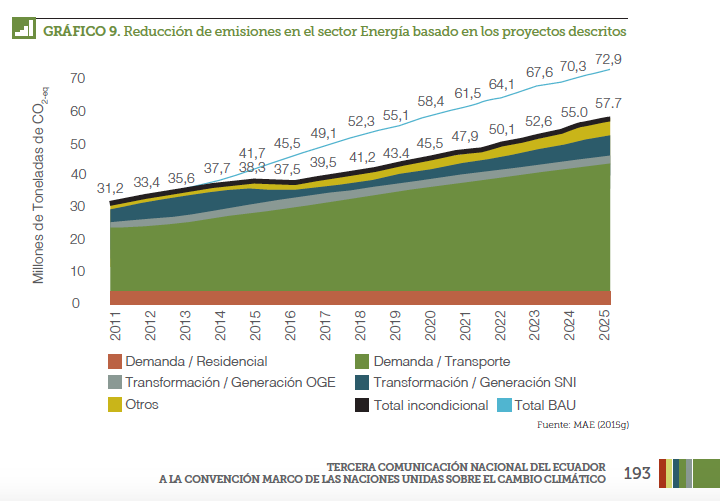 GRÁFICO 9. Reducción de emisiones en el sector Energía basado en los proyectos descritos
Millones de Toneladas de CO2-eq
70
60
50
40
30
20
10
0
31,2 33,4 35,6 37,7 41,7 45,5 49,1 52,3 55,1 58,4 61,5 64,1 67,6 70,3 72,9
38,3 37,5 39,5 41,2 43.4 45,5 47,9 50,1 52,6 55.0 57.7
2011 2012 2013 2014 2015 2016 2017 2018 2019 2020 2021 2022 2023 2024 2025
Demanda / Residencial Demanda / Transporte
Transformación / Generación OGE Transformación / Generación SNI
Otros Total incondicional Total BAU
Fuente: MAE (2015g)
TERCERA COMUNICACIÓN NACIONAL DEL ECUADOR
A LA CONVENCIÓN MARCO DE LAS NACIONES UNIDAS SOBRE EL CAMBIO CLIMÁTICO
193